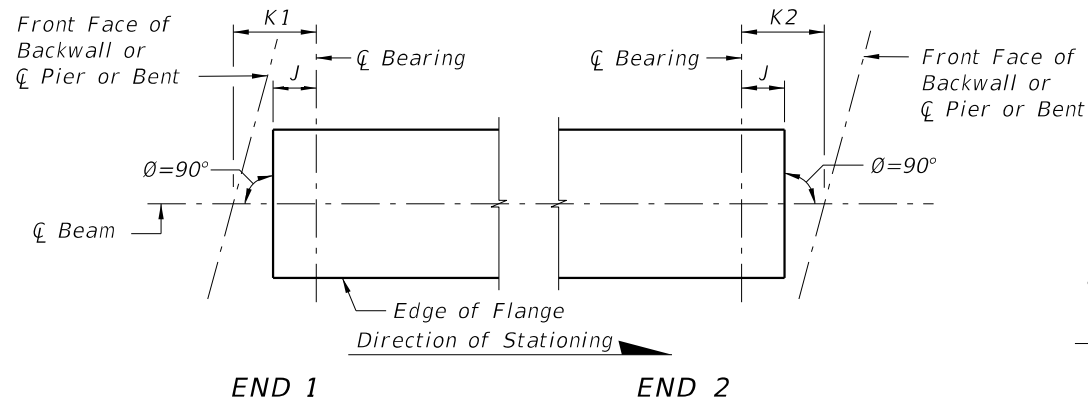 Front Face of
Backwall or
℄ Pier or Bent
K1
J
℄ Bearing
Ø=90°
℄ Beam
Edge of Flange
Direction of Stationing
END 1
℄ Bearing
K2
J
Front Face of
Backwall or
℄ Pier or Bent
Ø=90°
END 2